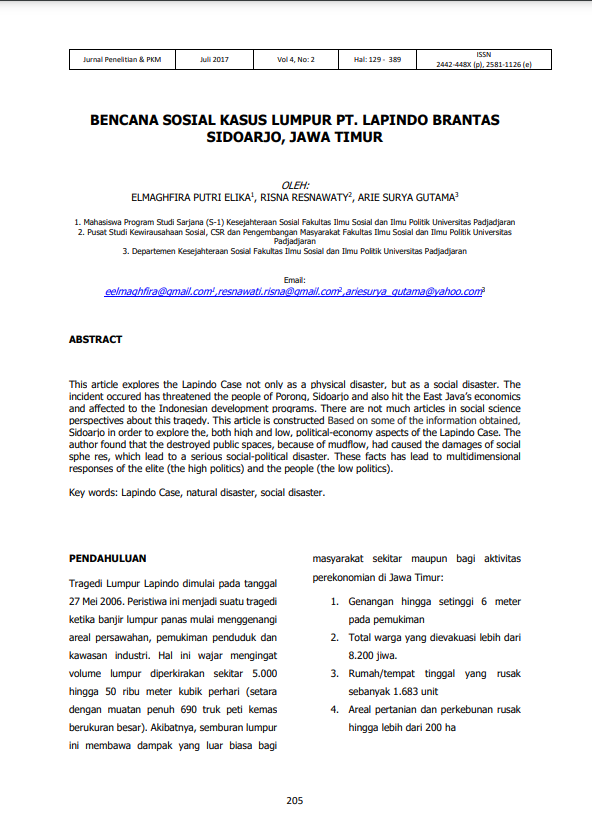 Jurnal Penelitian & PKM
Juli 2017
Vol 4, No: 2
Hal: 129 - 389
ISSN
2442-448X (p), 2581-1126 (e)
BENCANA SOSIAL KASUS LUMPUR PT. LAPINDO BRANTAS
SIDOARJO, JAWA TIMUR
OLEH:
ELMAGHFIRA PUTRI ELIKA¹, RISNA RESNAWATY², ARIE SURYA GUTAMA³
1. Mahasiswa Program Studi Sarjana (S-1) Kesejahteraan Sosial Fakultas Ilmu Sosial dan Ilmu Politik Universitas Padjadjaran
2. Pusat Studi Kewirausahaan Sosial, CSR dan Pengembangan Masyarakat Fakultas Ilmu Sosial dan Ilmu Politik Universitas
Padjadjaran
3. Departemen Kesejahteraan Sosial Fakultas Ilmu Sosial dan Ilmu Politik Universitas Padjadjaran
Email:
eelmaghfira@gmail.com¹,resnawati.risna@gmail.com²,ariesurya_gutama@yahoo.com³
ABSTRACT
This article explores the Lapindo Case not only as a physical disaster, but as a social disaster. The
incident occured has threatened the people of Porong, Sidoarjo and also hit the East Java's economics
and affected to the Indonesian development programs. There are not much articles in social science
perspectives about this tragedy. This article is constructed Based on some of the information obtained,
Sidoarjo in order to explore the, both high and low, political-economy aspects of the Lapindo Case. The
author found that the destroyed public spaces, because of mudflow, had caused the damages of social
sphe res, which lead to a serious social-political disaster. These facts has lead to multidimensional
responses of the elite (the high politics) and the people (the low politics).
Key words: Lapindo Case, natural disaster, social disaster.
PENDAHULUAN
Tragedi Lumpur Lapindo dimulai pada tanggal
27 Mei 2006. Peristiwa ini menjadi suatu tragedi
ketika banjir lumpur panas mulai menggenangi
areal persawahan, pemukiman penduduk dan
kawasan industri. Hal ini wajar mengingat
volume lumpur diperkirakan sekitar 5.000
hingga 50 ribu meter kubik perhari (setara
dengan muatan penuh 690 truk peti kemas
berukuran besar). Akibatnya, semburan lumpur
ini membawa dampak yang luar biasa bagi
masyarakat sekitar maupun bagi aktivitas
perekonomian di Jawa Timur:
1. Genangan hingga setinggi 6 meter
pada pemukiman
2. Total warga yang dievakuasi lebih dari
8.200 jiwa.
3. Rumah/tempat tinggal yang rusak
sebanyak 1.683 unit
4. Areal pertanian dan perkebunan rusak
hingga lebih dari 200 ha
205